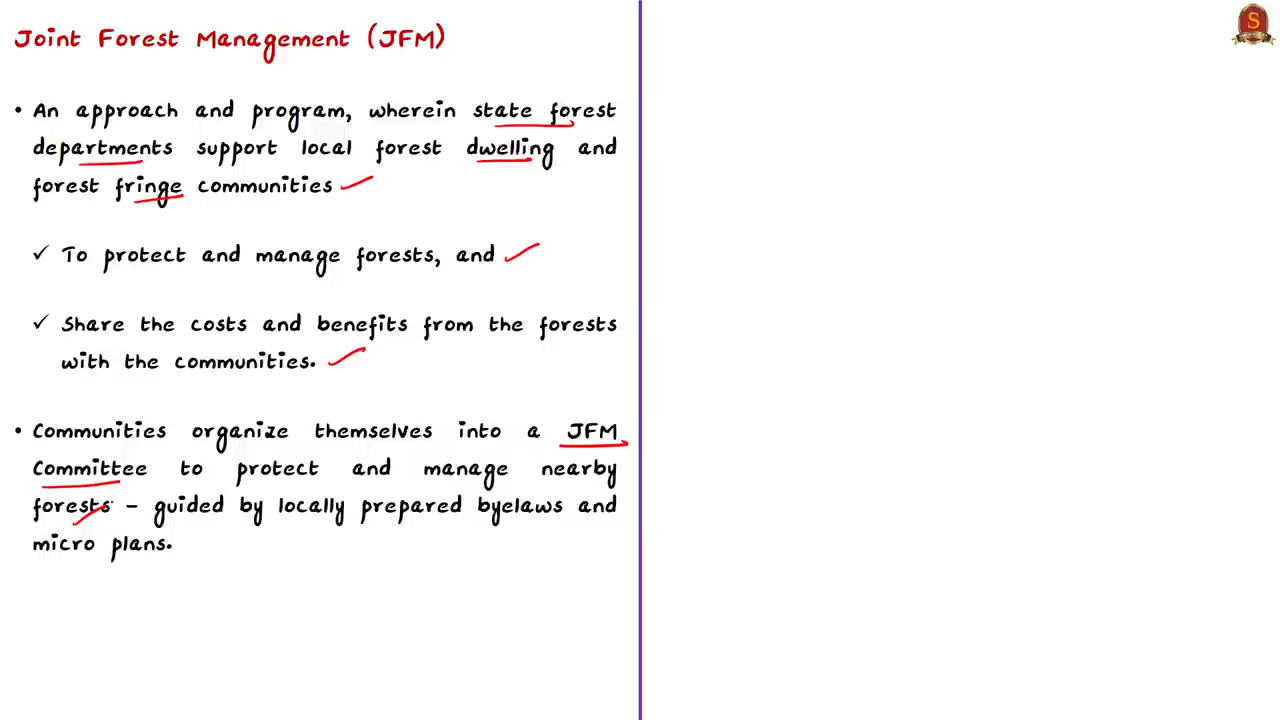 Joint Forest Management (JFM)
• An approach and program, wherein state forest
departments support local forest dwelling and
forest fringe communities
✓ To protect and manage forests, and
✓ Share the costs and benefits from the forests
with the communities.
• Communities organize themselves into a JFM
Committee to protect and manage nearby
forests – guided by locally prepared byelaws and
micro plans.
S